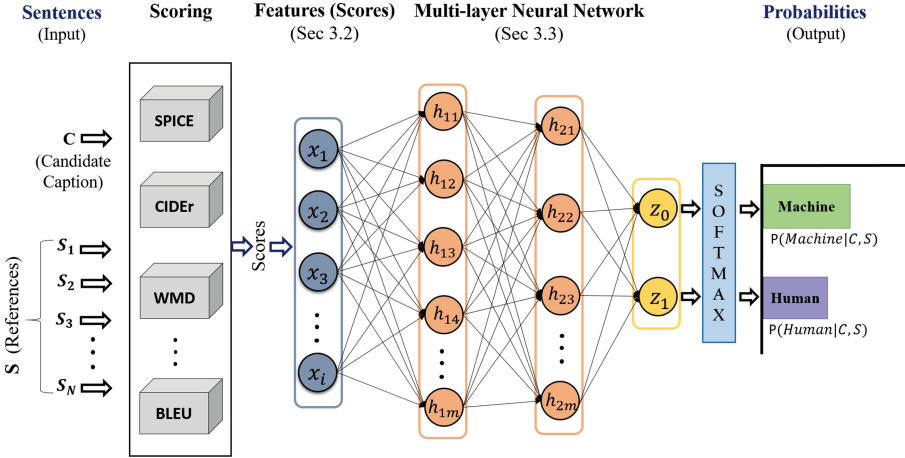 Sentences
(Input)
Scoring
Features (Scores)
(Sec 3.2)
Multi-layer Neural Network
(Sec 3.3)
Probabilities
(Output)
C
(Candidate
Caption)
S (References)
S₁
S₂
S₃
S_N
SPICE
CIDEr
WMD
BLEU
Scores
x₁
x₂
x₃
xᵢ
h₁₁
h₁₂
h₁₃
h₁₄
h₁ₘ
h₂₁
h₂₂
h₂₃
h₂ₘ
z₀
z₁
SOFTMAX
Machine
P(Machine|C,S)
Human
P(Human|C,S)